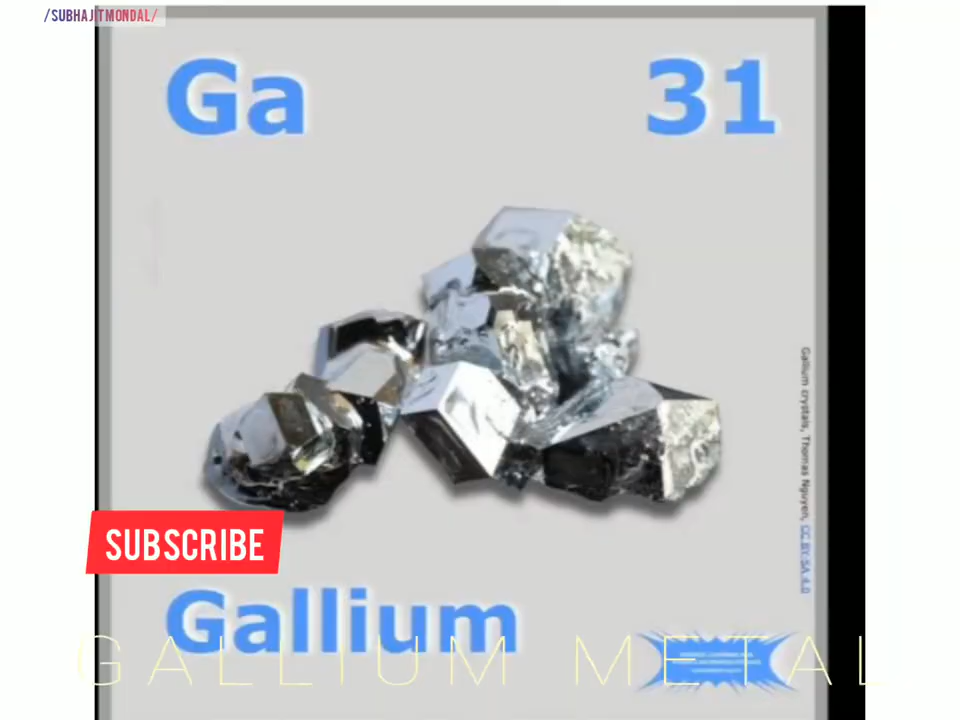 /SUBHAJITMONDAL/
Ga
31
Gallium crystals, Thomas Nguyen, CC BY-SA 4.0
SUBSCRIBE
Gallium
GALLIUM METAL